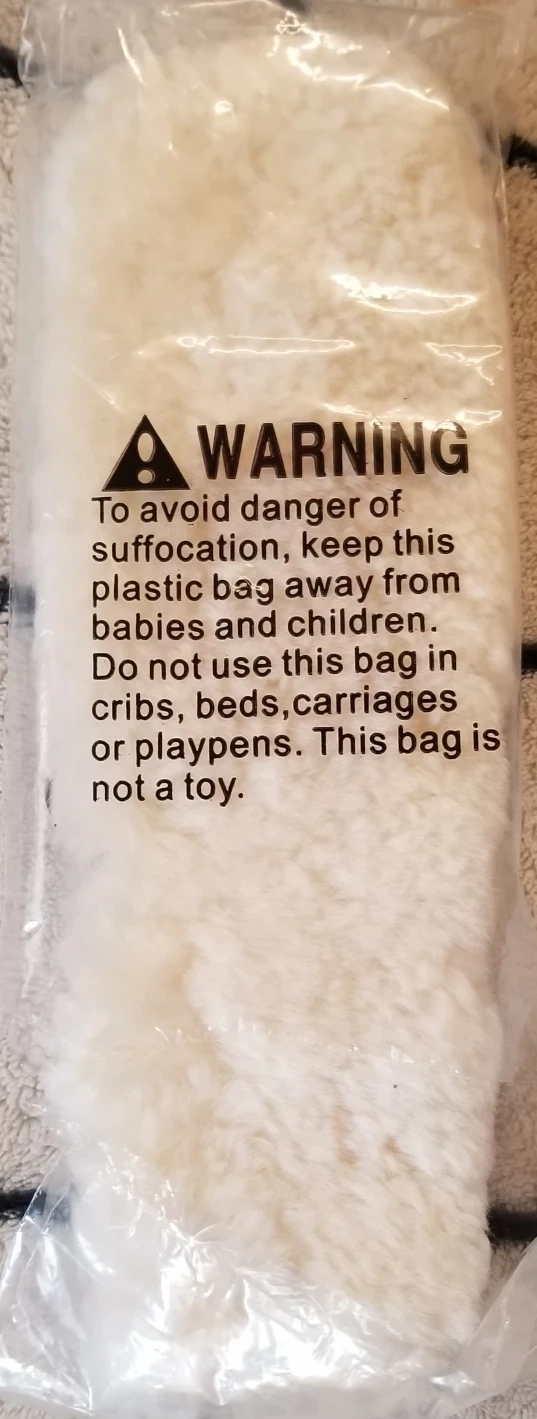 WARNING
To avoid danger of
suffocation, keep this
plastic bag away from
babies and children.
Do not use this bag in
cribs, beds,carriages
or playpens. This bag is
not a toy.